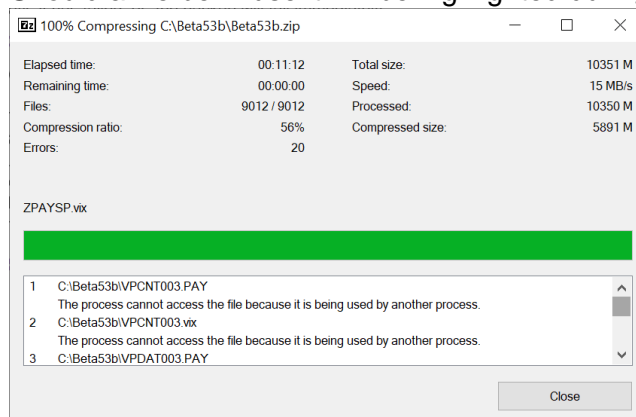 7z 100% Compressing C:\Beta53b\Beta53b.zip
Elapsed time: 00:11:12 Total size: 10351 M
Remaining time: 00:00:00 Speed: 15 MB/s
Files: 9012 / 9012 Processed: 10350 M
Compression ratio: 56% Compressed size: 5891 M
Errors: 20
ZPAYSP.vix
1 C:\Beta53b\VPCNT003.PAY
The process cannot access the file because it is being used by another process.
2 C:\Beta53b\VPCNT003.vix
The process cannot access the file because it is being used by another process.
3 C:\Beta53b\VPDAT003.PAY
Close